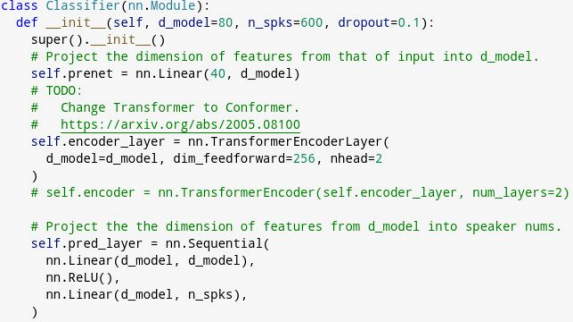 class Classifier(nn.Module):
  def __init__(self, d_model=80, n_spks=600, dropout=0.1):
    super().__init__()
    # Project the dimension of features from that of input into d_model.
    self.prenet = nn.Linear(40, d_model)
    # TODO:
    #   Change Transformer to Conformer.
    #   https://arxiv.org/abs/2005.08100
    self.encoder_layer = nn.TransformerEncoderLayer(
      d_model=d_model, dim_feedforward=256, nhead=2
    )
    # self.encoder = nn.TransformerEncoder(self.encoder_layer, num_layers=2)

    # Project the the dimension of features from d_model into speaker nums.
    self.pred_layer = nn.Sequential(
      nn.Linear(d_model, d_model),
      nn.ReLU(),
      nn.Linear(d_model, n_spks),
    )